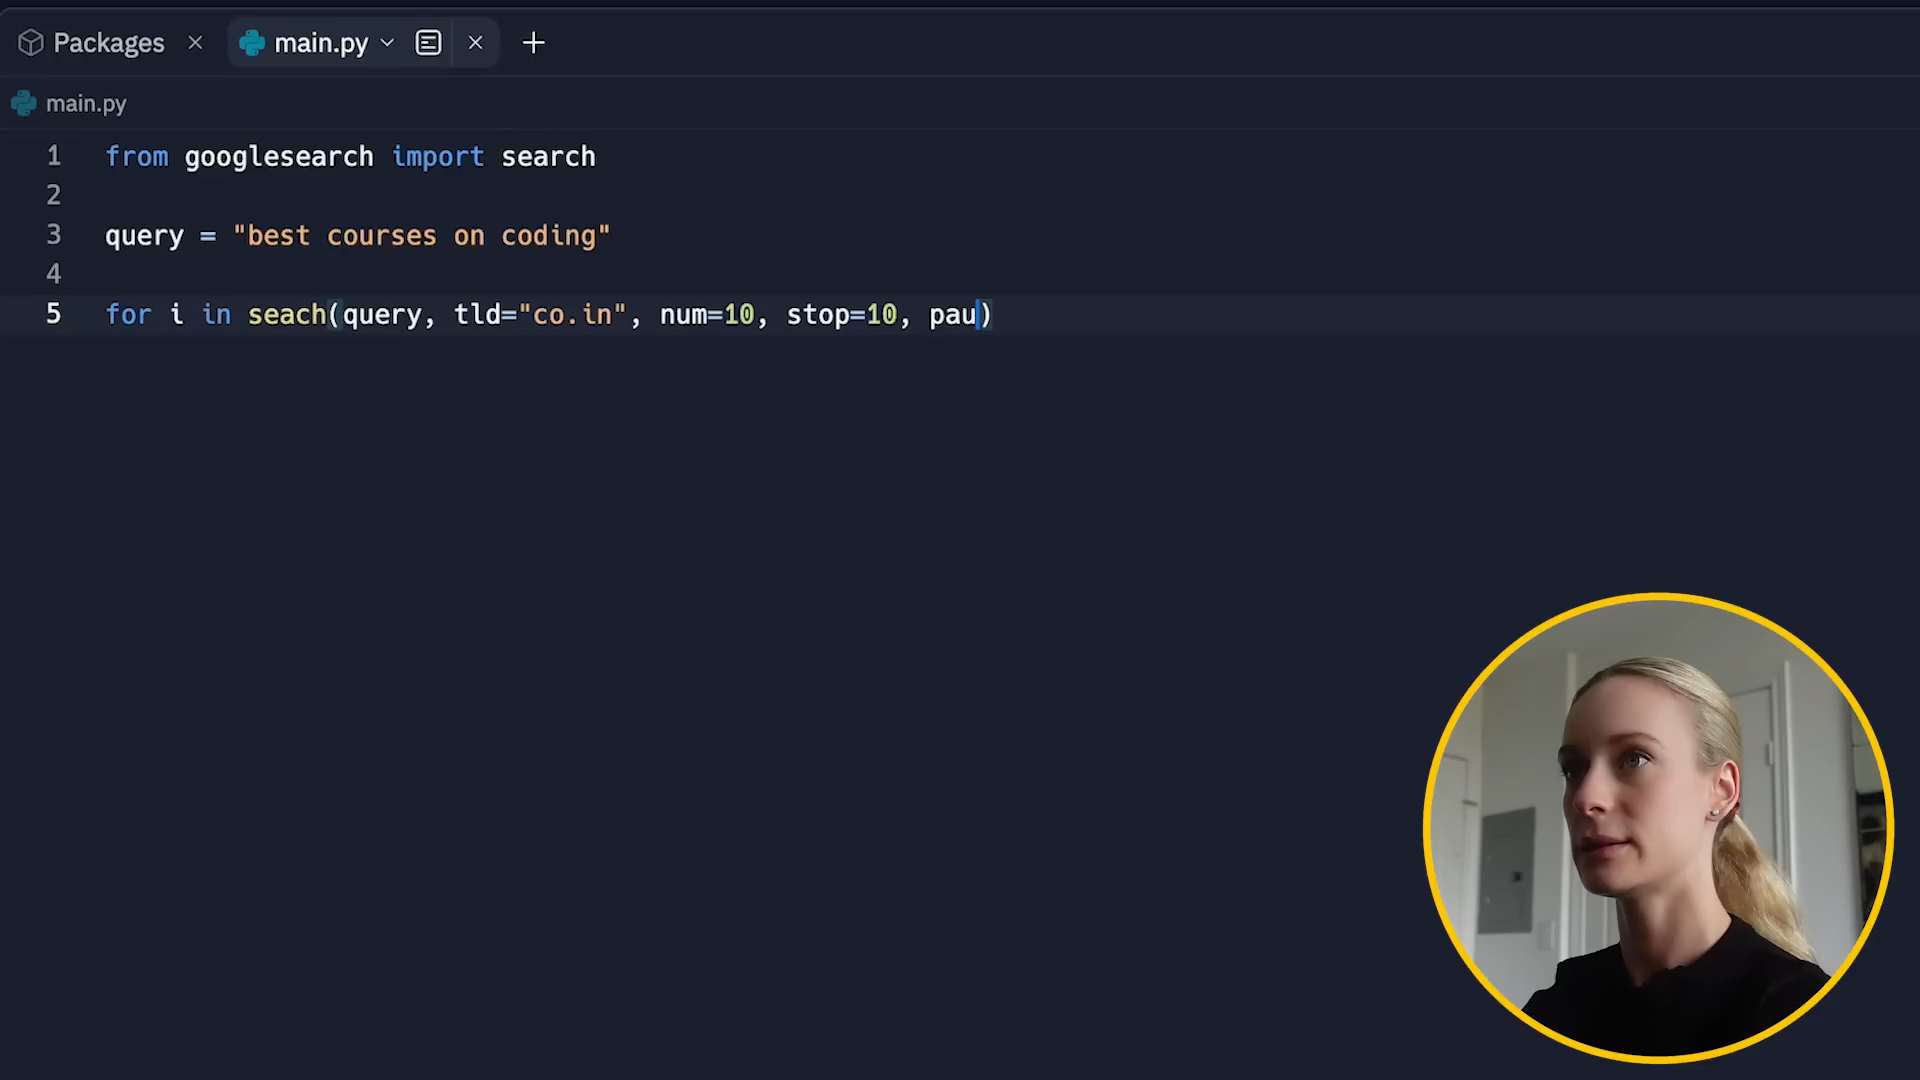 Packages
main.py
main.py
1 from googlesearch import search
2
3 query = "best courses on coding"
4
5 for i in seach(query, tld="co.in", num=10, stop=10, pau)